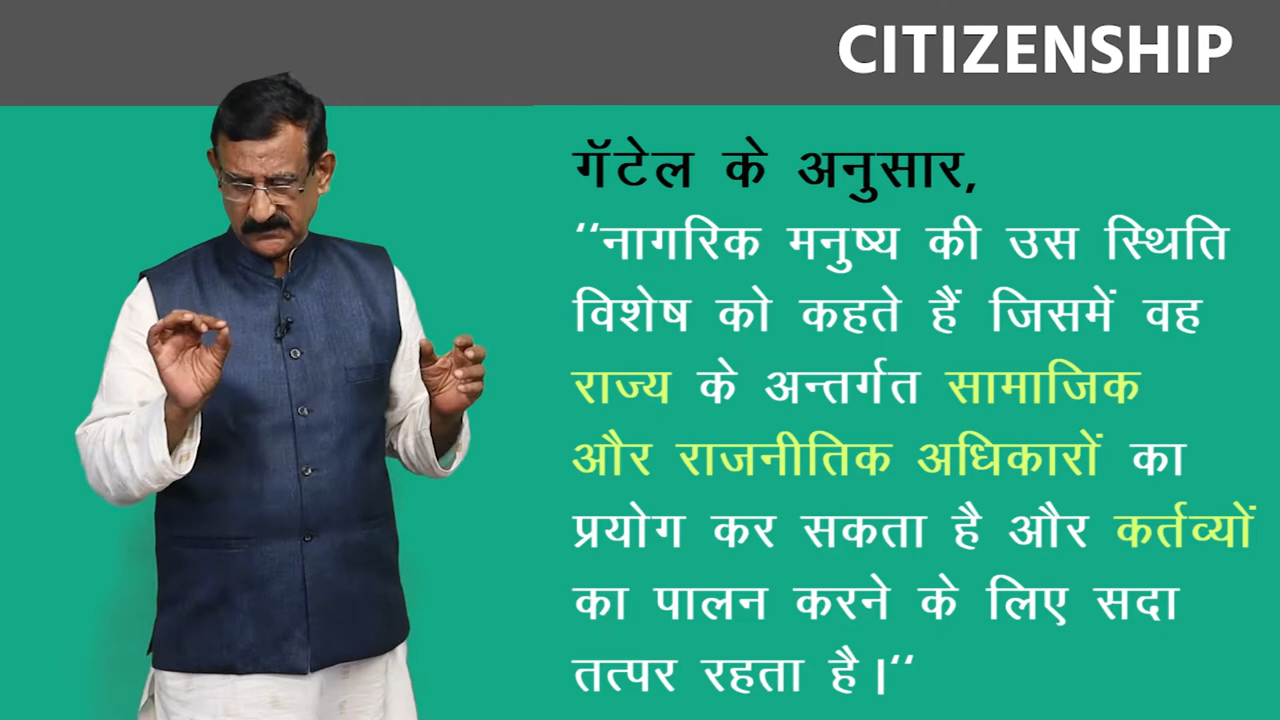 CITIZENSHIP
गॅटेल के अनुसार,
“नागरिक मनुष्य की उस स्थिति
विशेष को कहते हैं जिसमें वह
राज्य के अन्तर्गत सामाजिक
और राजनीतिक अधिकारों का
प्रयोग कर सकता है और कर्तव्यों
का पालन करने के लिए सदा
तत्पर रहता है।“